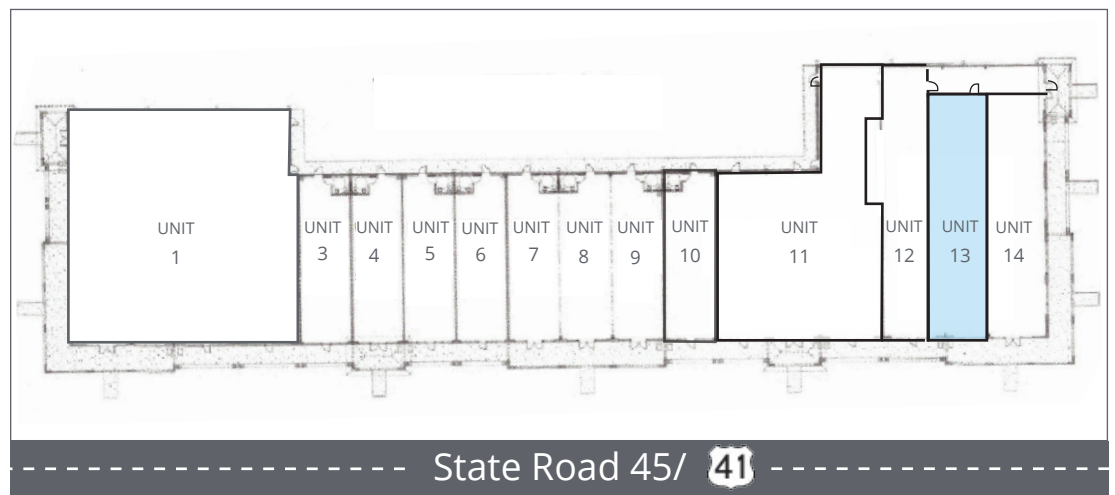 UNIT
1
UNIT
3
UNIT
4
UNIT
5
UNIT
6
UNIT
7
UNIT
8
UNIT
9
UNIT
10
UNIT
11
UNIT
12
UNIT
13
UNIT
14
State Road 45/ 41